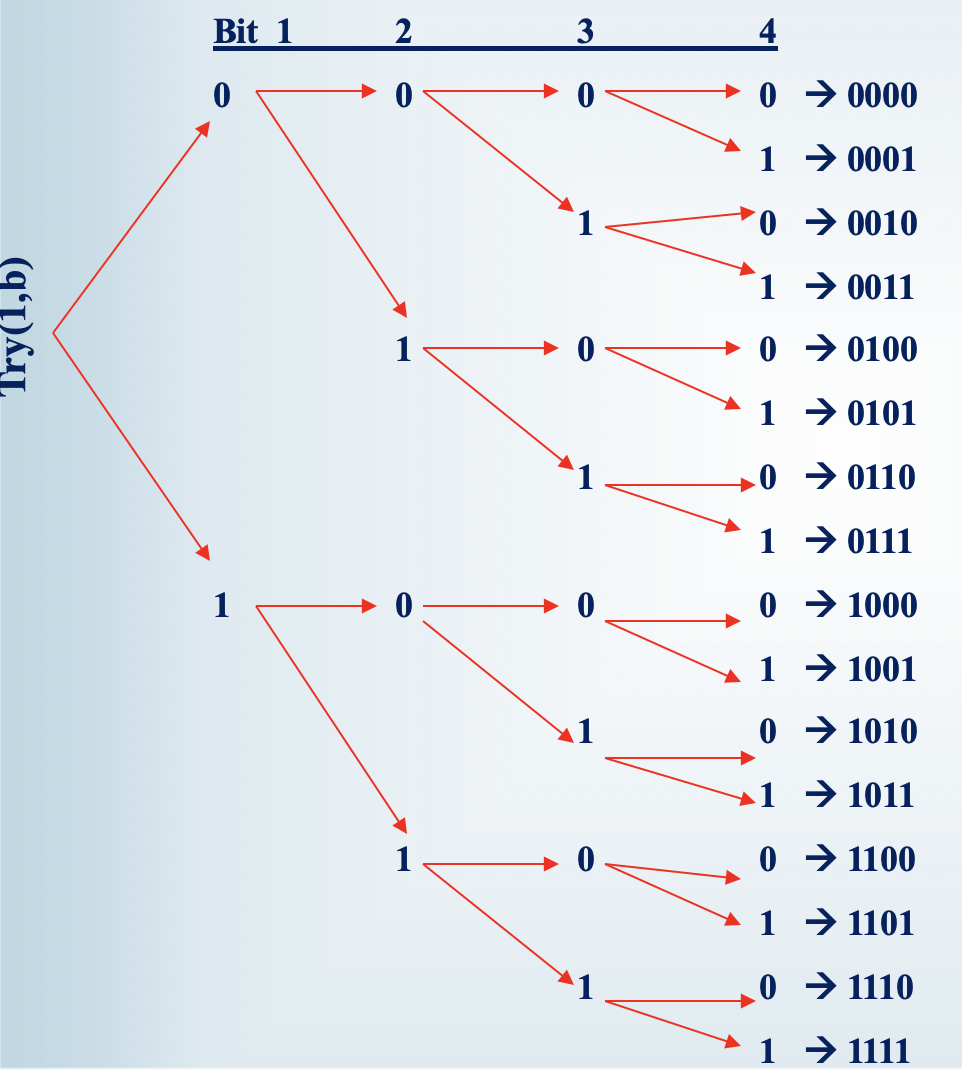 Bit 1 2 3 4
0 0 0 0 → 0000
1 → 0001
1 0 → 0010
1 → 0011
Try(1,b)
1 0 0 → 0100
1 → 0101
1 0 → 0110
1 → 0111
1 0 0 0 → 1000
1 → 1001
1 0 → 1010
1 → 1011
1 0 0 → 1100
1 → 1101
1 0 → 1110
1 → 1111